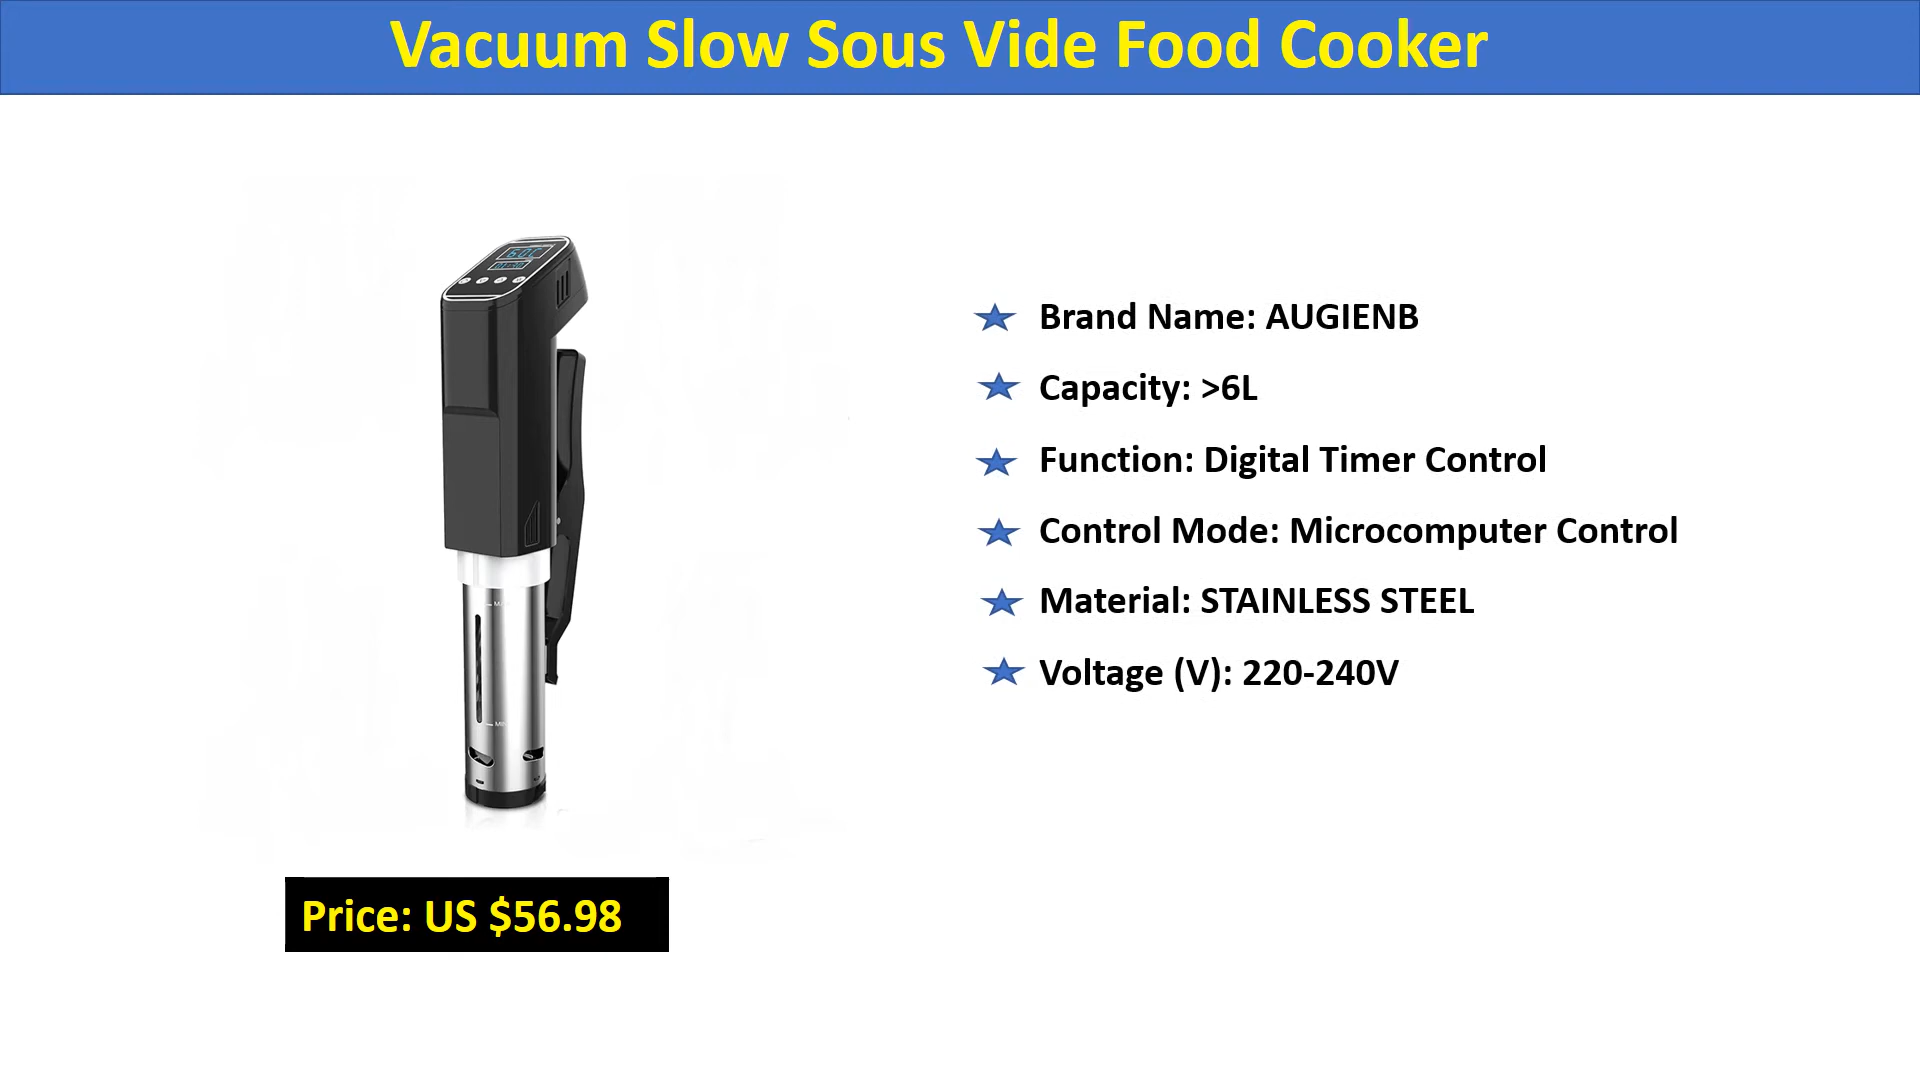 Vacuum Slow Sous Vide Food Cooker
Brand Name: AUGIENB
Capacity: >6L
Function: Digital Timer Control
Control Mode: Microcomputer Control
Material: STAINLESS STEEL
Voltage (V): 220-240V
Price: US $56.98